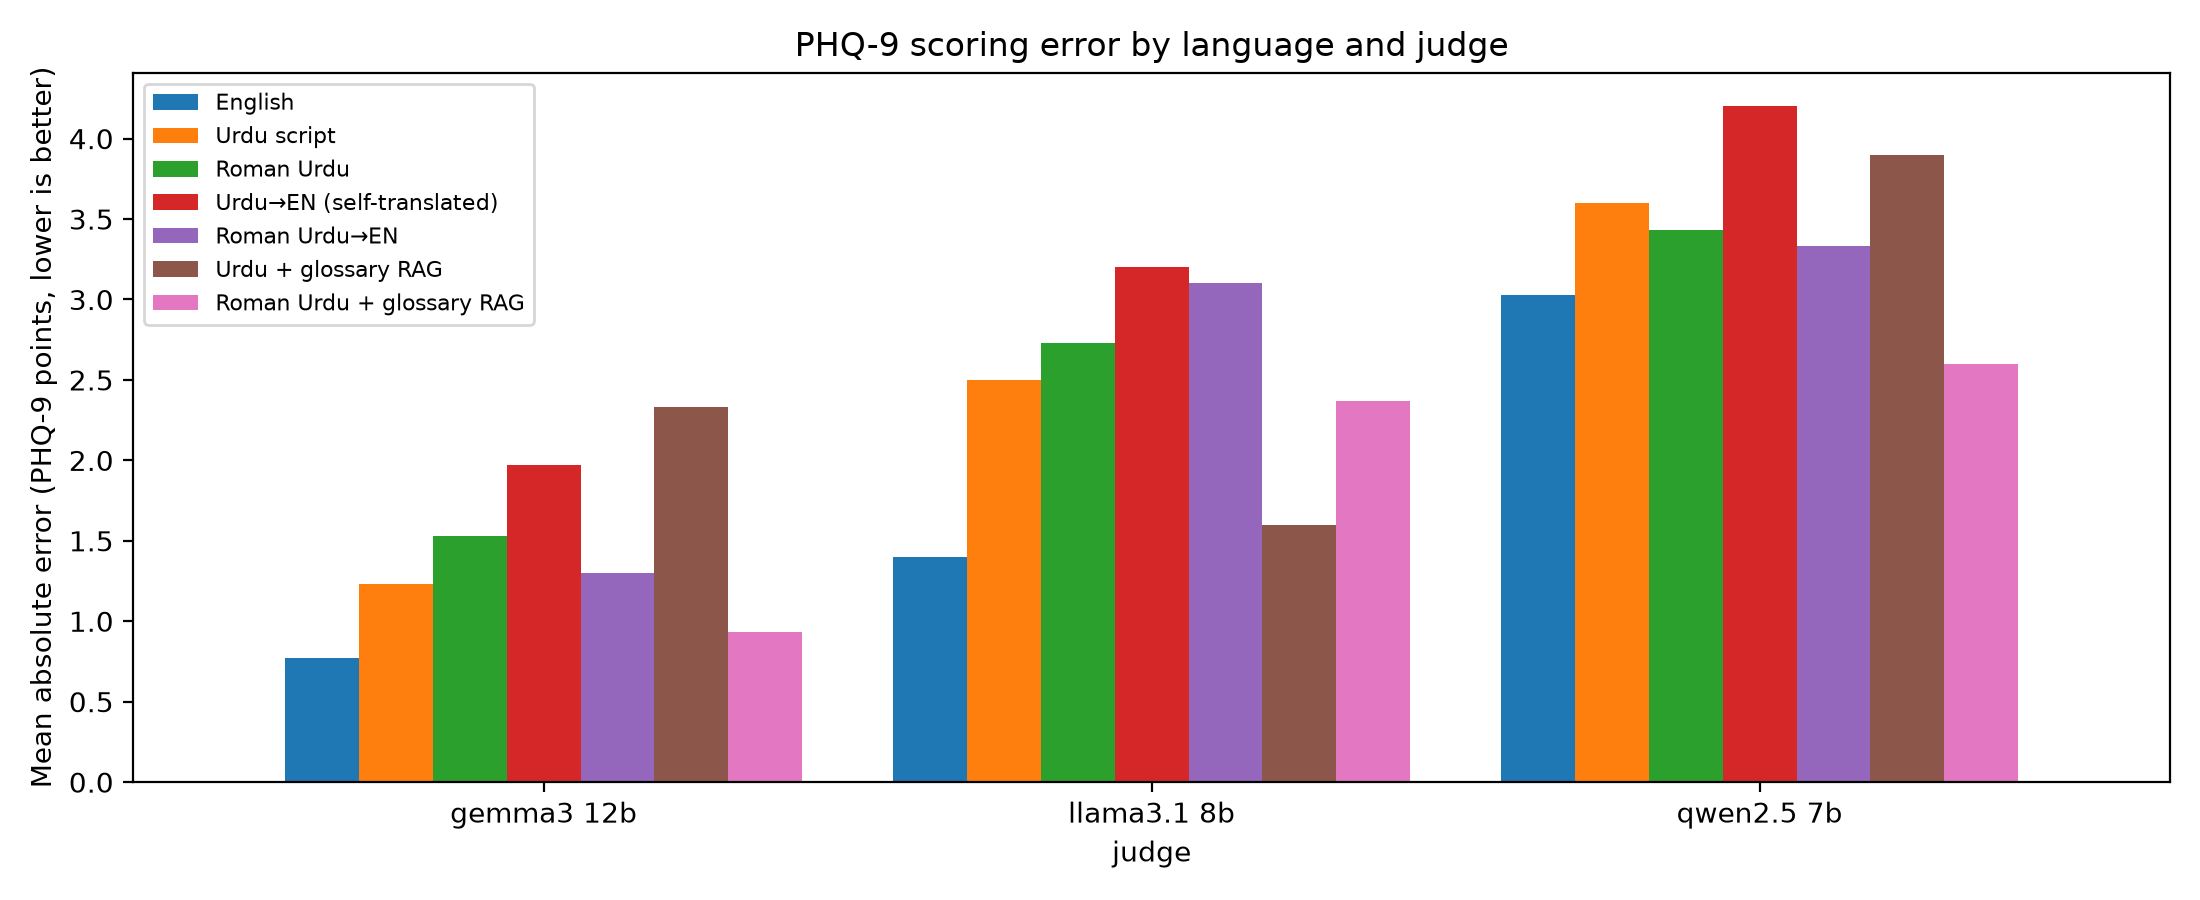 PHQ-9 scoring error by language and judge
Mean absolute error (PHQ-9 points, lower is better)
4.0
3.5
3.0
2.5
2.0
1.5
1.0
0.5
0.0
English
Urdu script
Roman Urdu
Urdu→EN (self-translated)
Roman Urdu→EN
Urdu + glossary RAG
Roman Urdu + glossary RAG
gemma3 12b
llama3.1 8b
qwen2.5 7b
judge